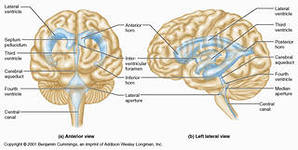 Lateral
ventricle
Septum
pellucidum
Third
ventricle
Cerebral
aqueduct
Fourth
ventricle
Central
canal
Anterior
horn
Inter-
ventricular
foramen
Inferior
horn
Lateral
aperture
Lateral
ventricle
Posterior
horn
Third
ventricle
Cerebral
aqueduct
Fourth
ventricle
Median
aperture
Central
canal
(a) Anterior view
(b) Left lateral view
Copyright © 2001 Benjamin Cummings, an imprint of Addison Wesley Longman, Inc.